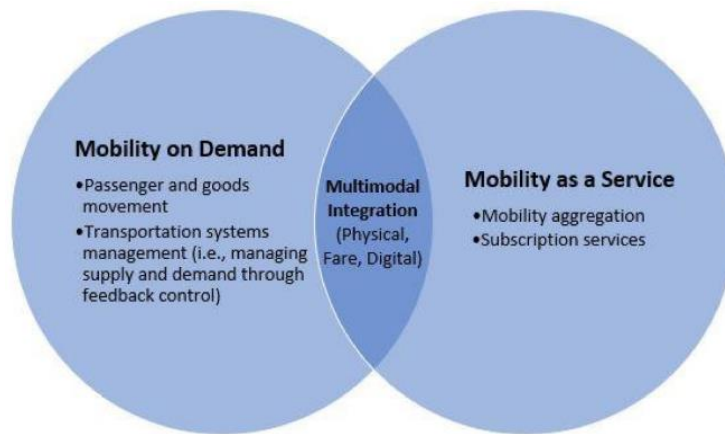 Mobility on Demand
•Passenger and goods
movement
•Transportation systems
management (i.e., managing
supply and demand through
feedback control)
Multimodal
Integration
(Physical,
Fare, Digital)
Mobility as a Service
•Mobility aggregation
•Subscription services